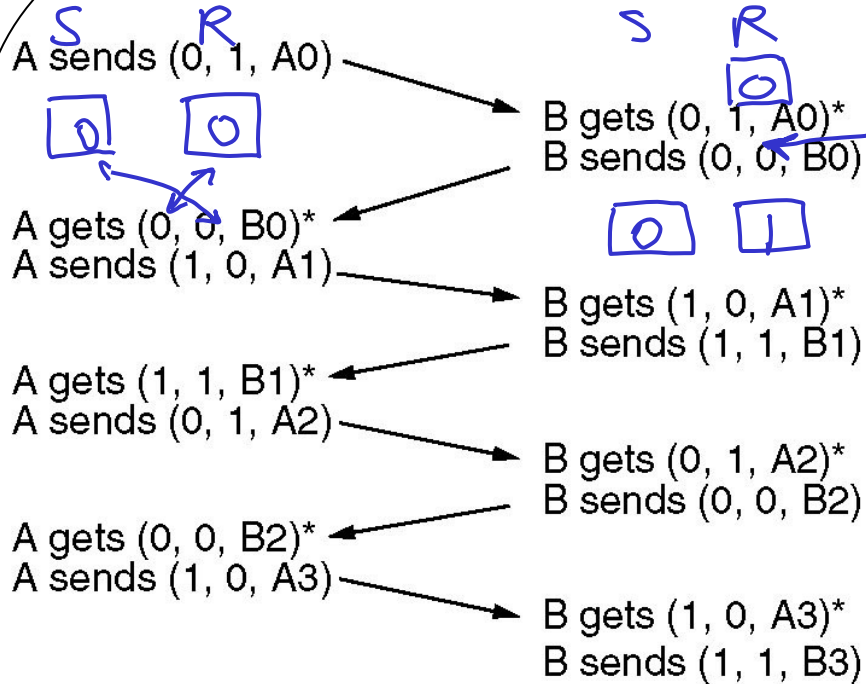 S R
S R
A sends (0, 1, A0)
0
B gets (0, 1, A0)*
B sends (0, 0, B0)
0 0
A gets (0, 0, B0)*
A sends (1, 0, A1)
0 1
B gets (1, 0, A1)*
B sends (1, 1, B1)
A gets (1, 1, B1)*
A sends (0, 1, A2)
B gets (0, 1, A2)*
B sends (0, 0, B2)
A gets (0, 0, B2)*
A sends (1, 0, A3)
B gets (1, 0, A3)*
B sends (1, 1, B3)